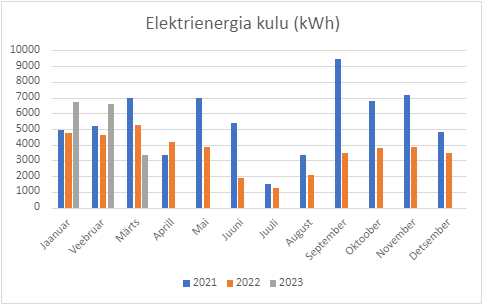 Elektrienergia kulu (kWh)
10000
9000
8000
7000
6000
5000
4000
3000
2000
1000
0
Jaanuar
Veebruar
Märts
Aprill
Mai
Juuni
Juuli
August
September
Oktoober
November
Detsember
2021 2022 2023